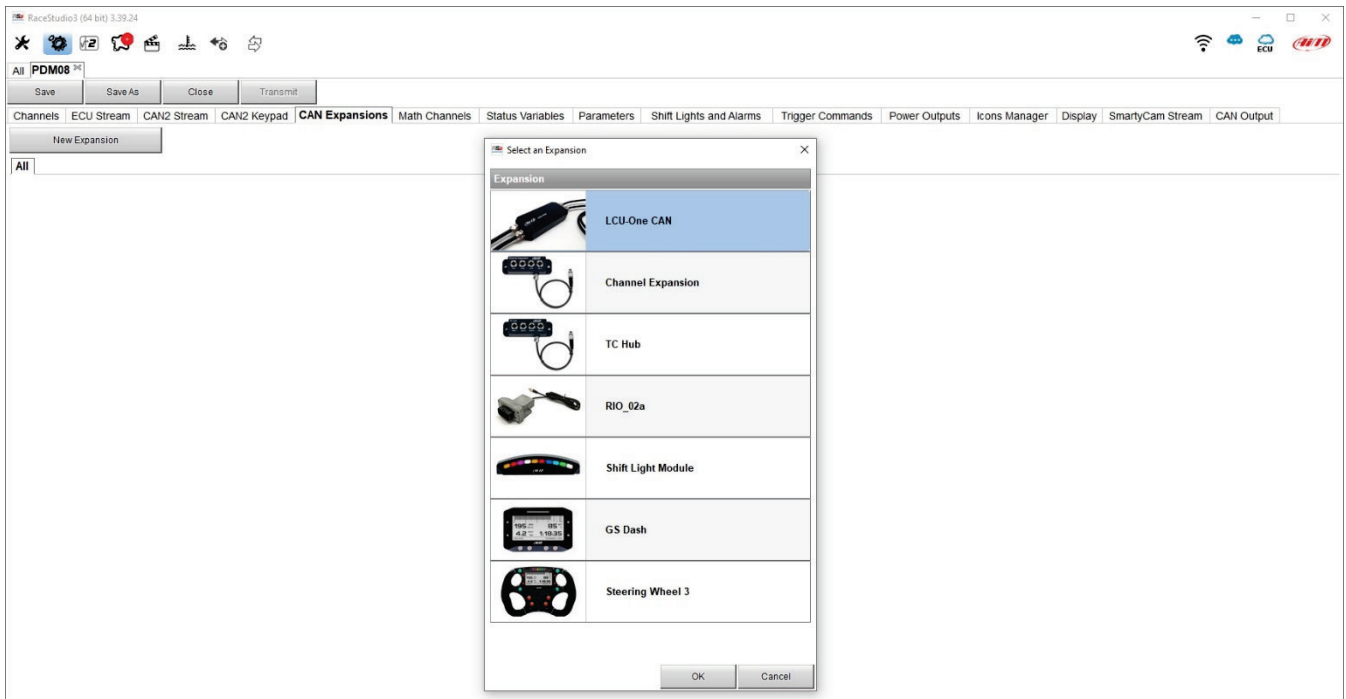 RaceStudio3 (64 bit) 3.39.24
ECU
AiM
All PDM08
Save Save As Close Transmit
Channels ECU Stream CAN2 Stream CAN2 Keypad CAN Expansions Math Channels Status Variables Parameters Shift Lights and Alarms Trigger Commands Power Outputs Icons Manager Display SmartyCam Stream CAN Output
New Expansion
All
Select an Expansion
Expansion
LCU-One CAN
Channel Expansion
TC Hub
RIO_02a
Shift Light Module
GS Dash
Steering Wheel 3
OK Cancel